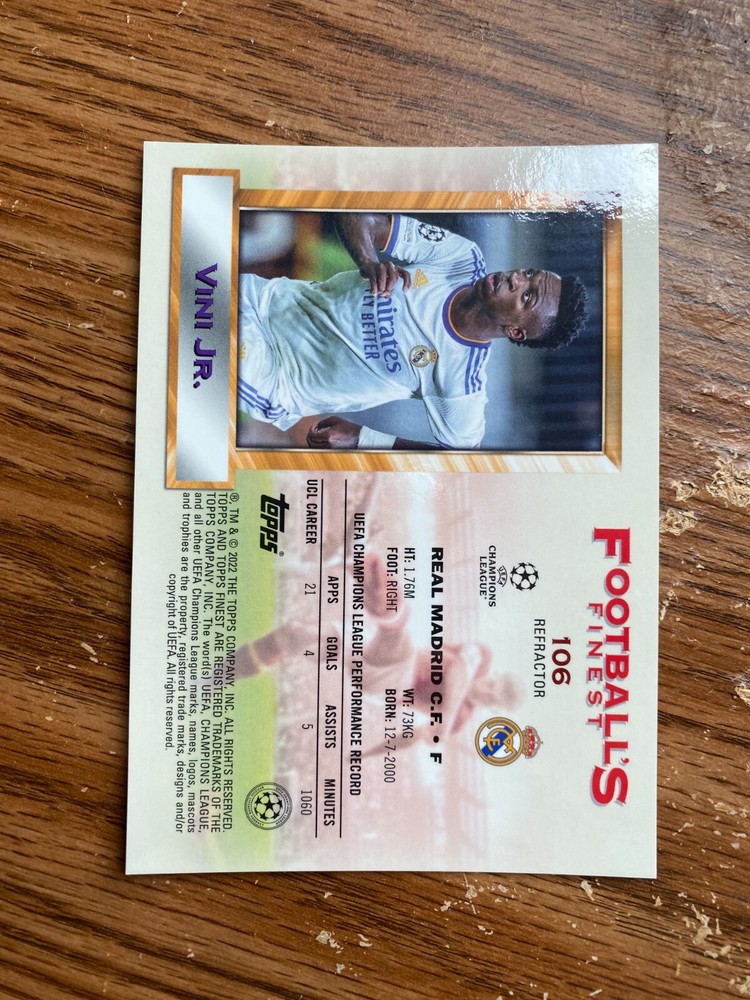 FOOTBALL'S
FINEST
106
REFRACTOR
UEFA
CHAMPIONS
LEAGUE®
REAL MADRID C.F. • F
HT: 1.76M WT: 73KG
FOOT: RIGHT BORN: 12-7-2000
UEFA CHAMPIONS LEAGUE PERFORMANCE RECORD
APPS GOALS ASSISTS MINUTES
UCL CAREER 21 4 5 1060
topps®
®, TM & © 2022 THE TOPPS COMPANY, INC. ALL RIGHTS RESERVED.
TOPPS AND TOPPS FINEST ARE REGISTERED TRADEMARKS OF THE
TOPPS COMPANY, INC. The word(s) UEFA, CHAMPIONS LEAGUE,
and all other UEFA Champions League marks, names, logos, mascots
and trophies are the property, registered trade marks, designs and/or
copyright of UEFA. All rights reserved.
Emirates
FLY BETTER
VINI JR.